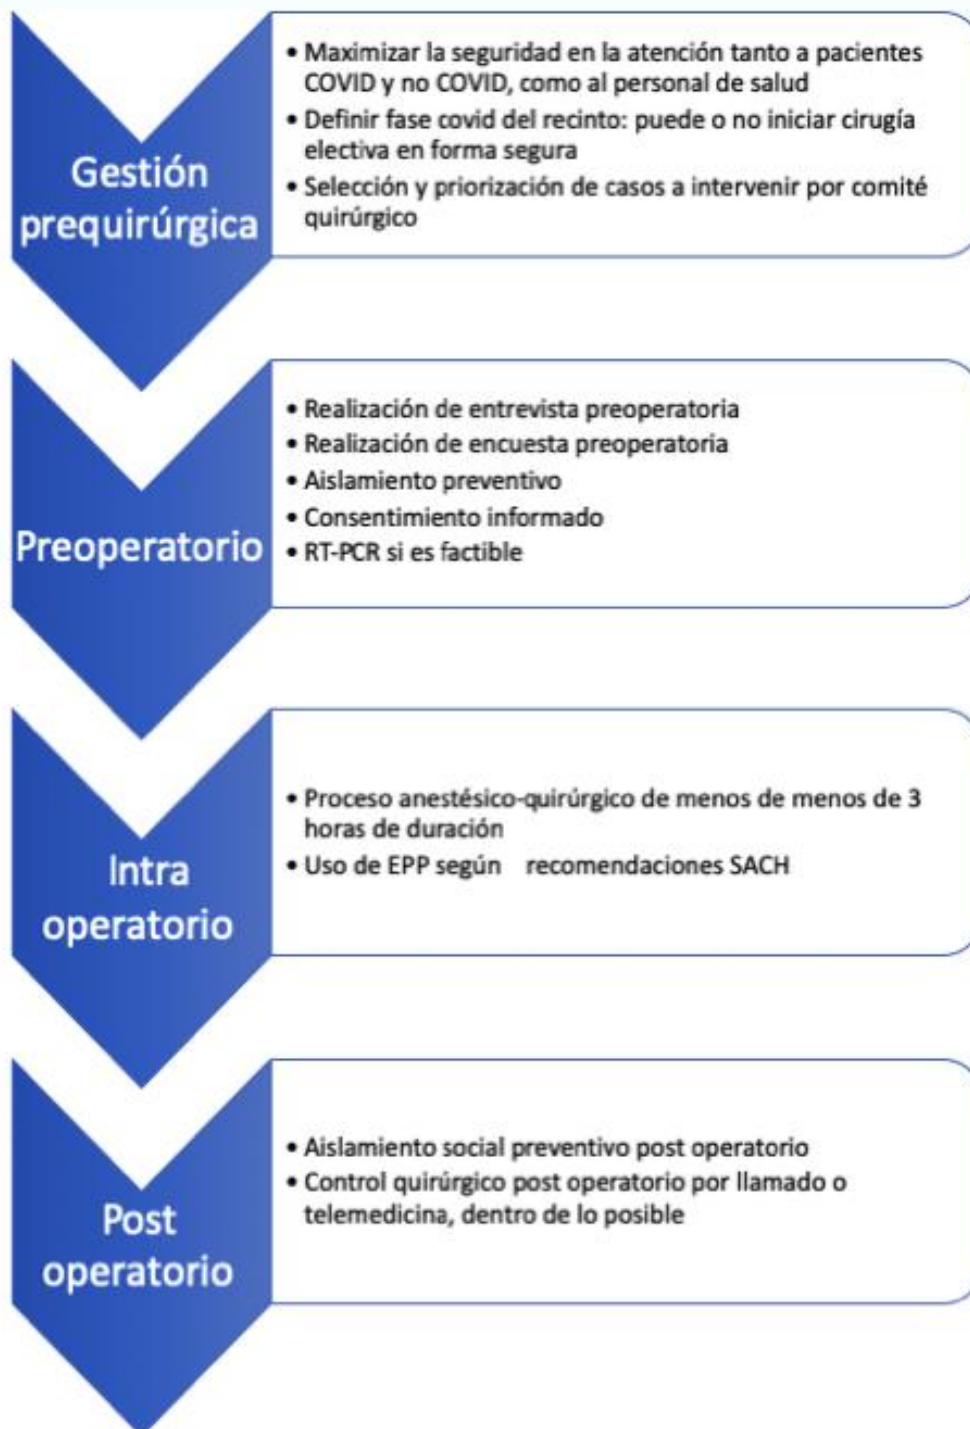 Gestión
prequirúrgica
• Maximizar la seguridad en la atención tanto a pacientes
COVID y no COVID, como al personal de salud
• Definir fase covid del recinto: puede o no iniciar cirugía
electiva en forma segura
• Selección y priorización de casos a intervenir por comité
quirúrgico
Preoperatorio
• Realización de entrevista preoperatoria
• Realización de encuesta preoperatoria
• Aislamiento preventivo
• Consentimiento informado
• RT-PCR si es factible
Intra
operatorio
• Proceso anestésico-quirúrgico de menos de menos de 3
horas de duración
• Uso de EPP según recomendaciones SACH
Post
operatorio
• Aislamiento social preventivo post operatorio
• Control quirúrgico post operatorio por llamado o
telemedicina, dentro de lo posible